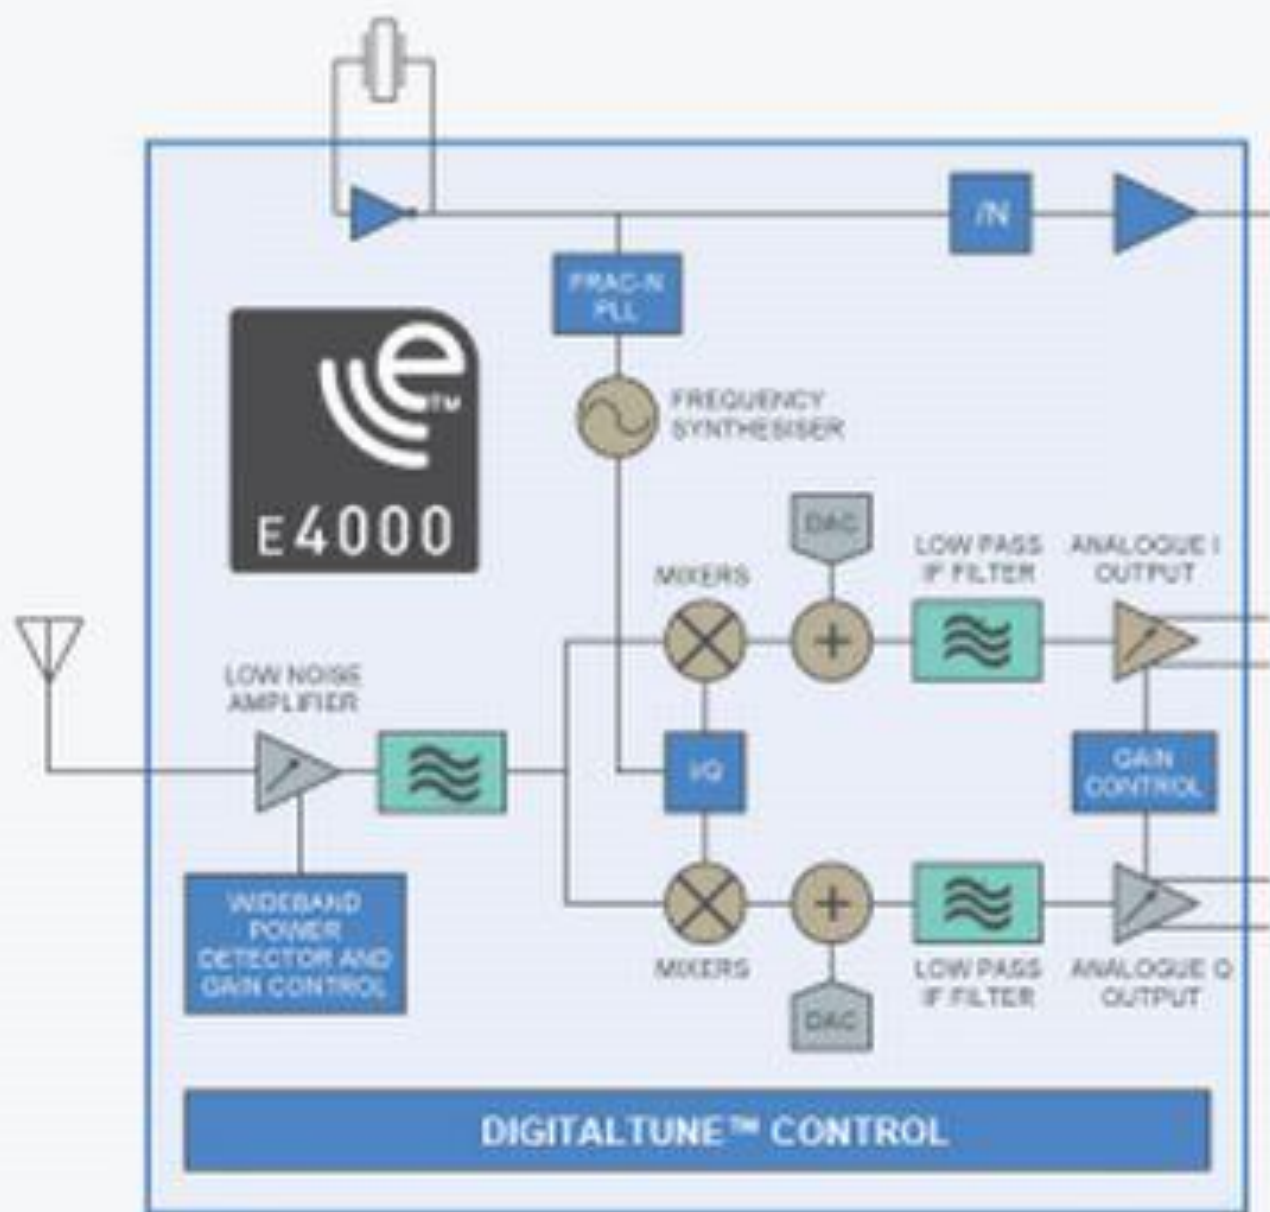 /N
FRAC-N
PLL
e
TM
E4000
FREQUENCY
SYNTHESISER
DAC
MIXERS
LOW PASS
IF FILTER
ANALOGUE I
OUTPUT
LOW NOISE
AMPLIFIER
I/Q
GAIN
CONTROL
WIDEBAND
POWER
DETECTOR AND
GAIN CONTROL
MIXERS
DAC
LOW PASS
IF FILTER
ANALOGUE Q
OUTPUT
DIGITALTUNE™ CONTROL